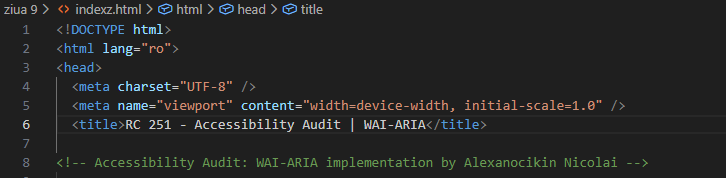 ziua 9 > <> indexz.html > html > head > title
1 <!DOCTYPE html>
2 <html lang="ro">
3 <head>
4 <meta charset="UTF-8" />
5 <meta name="viewport" content="width=device-width, initial-scale=1.0" />
6 <title>RC 251 - Accessibility Audit | WAI-ARIA</title>
7
8 <!-- Accessibility Audit: WAI-ARIA implementation by Alexanocikin Nicolai -->